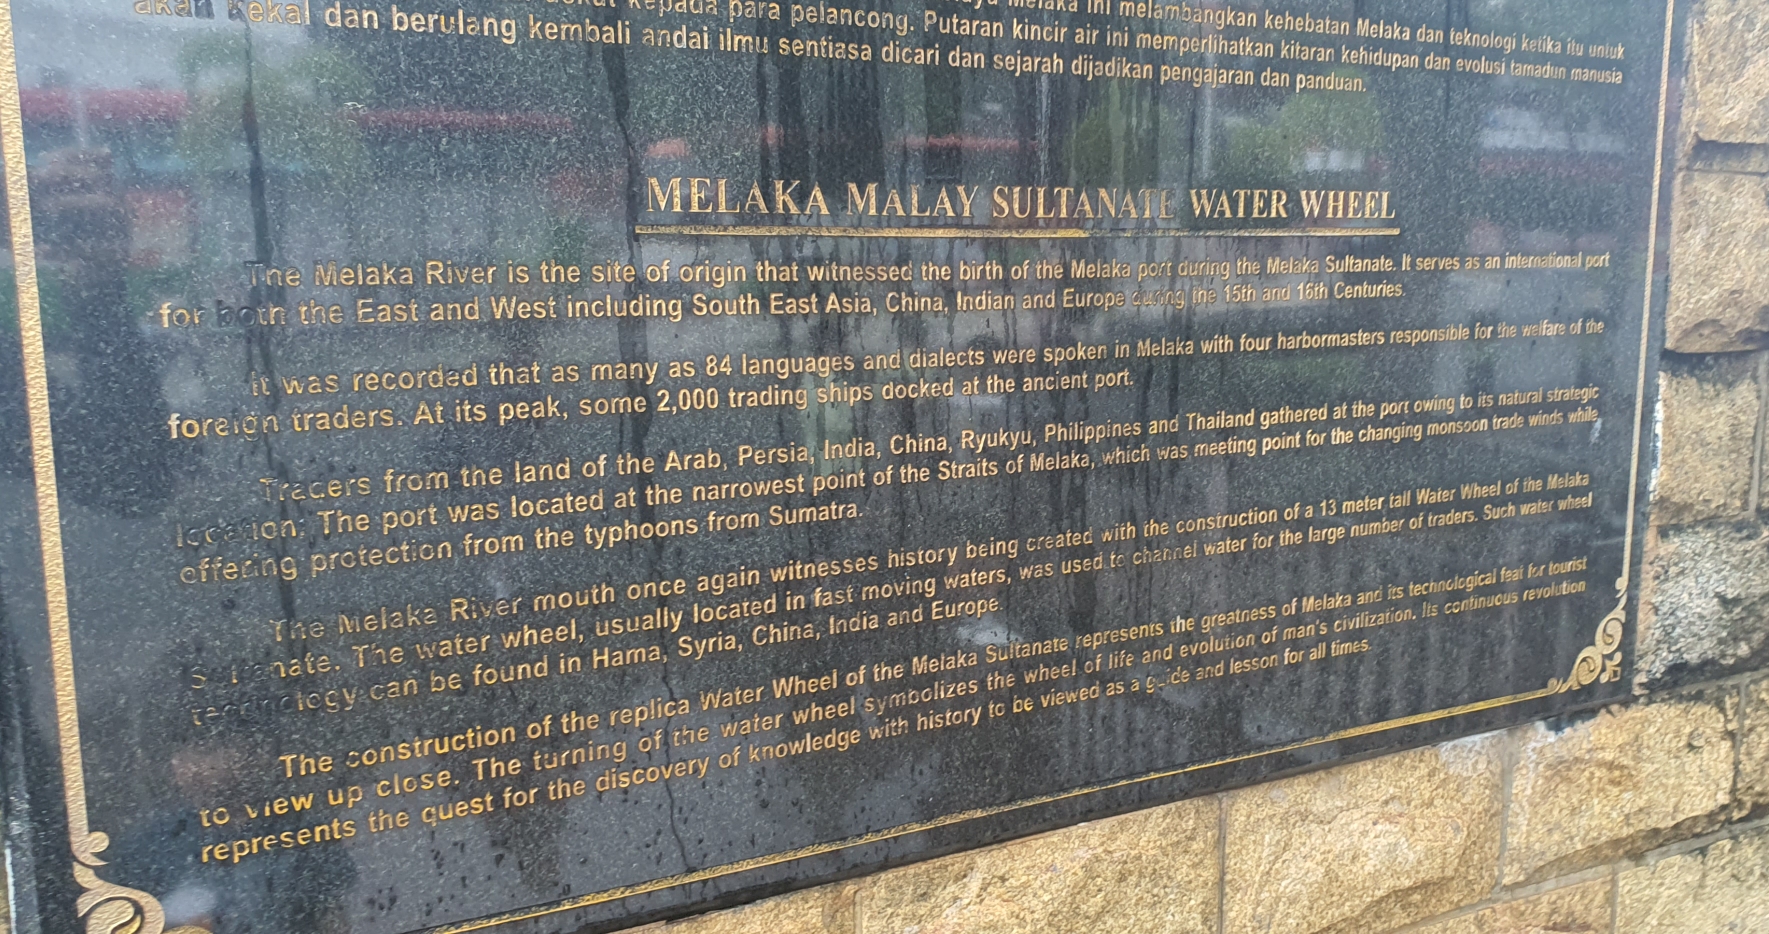 kepada para pelancong. Putaran kincir air ini melambangkan kehebatan Melaka dan teknologi ketika itu untuk
akan kekal dan berulang kembali andai ilmu sentiasa dicari dan sejarah dijadikan pengajaran dan panduan.
memperlihatkan kitaran kehidupan dan evolusi tamadun manusia
MELAKA MALAY SULTANATE WATER WHEEL
The Melaka River is the site of origin that witnessed the birth of the Melaka port during the Melaka Sultanate. It serves as an international port
for both the East and West including South East Asia, China, Indian and Europe during the 15th and 16th Centuries.
It was recorded that as many as 84 languages and dialects were spoken in Melaka with four harbormasters responsible for the welfare of the
foreign traders. At its peak, some 2,000 trading ships docked at the ancient port.
Traders from the land of the Arab, Persia, India, China, Ryukyu, Philippines and Thailand gathered at the port owing to its natural strategic
location. The port was located at the narrowest point of the Straits of Melaka, which was meeting point for the changing monsoon trade winds while
offering protection from the typhoons from Sumatra.
The Melaka River mouth once again witnesses history being created with the construction of a 13 meter tall Water Wheel of the Melaka
Sultanate. The water wheel, usually located in fast moving waters, was used to channel water for the large number of traders. Such water wheel
technology can be found in Hama, Syria, China, India and Europe.
The construction of the replica Water Wheel of the Melaka Sultanate represents the greatness of Melaka and its technological feat for tourist
to view up close. The turning of the water wheel symbolizes the wheel of life and evolution of man's civilization. Its continuous revolution
represents the quest for the discovery of knowledge with history to be viewed as a guide and lesson for all times.